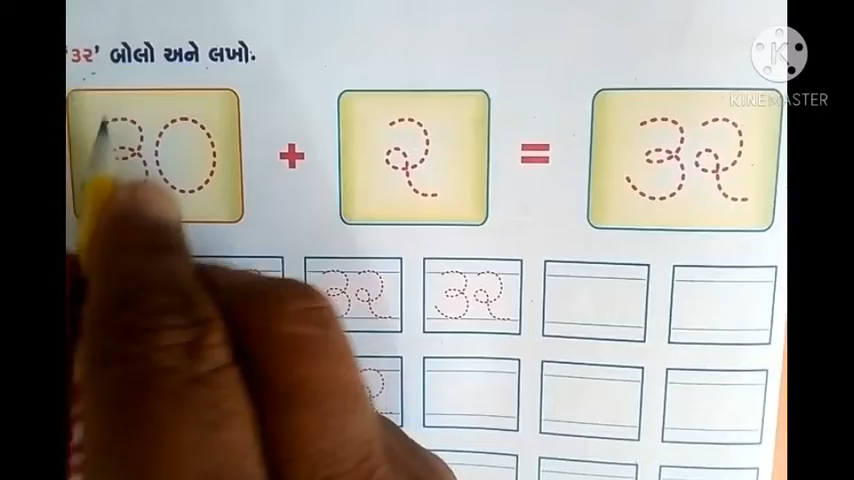 '૩૨' બોલો અને લખો.
૩૦ + ૨ = ૩૨
૩૨ ૩૨
KINEMASTER